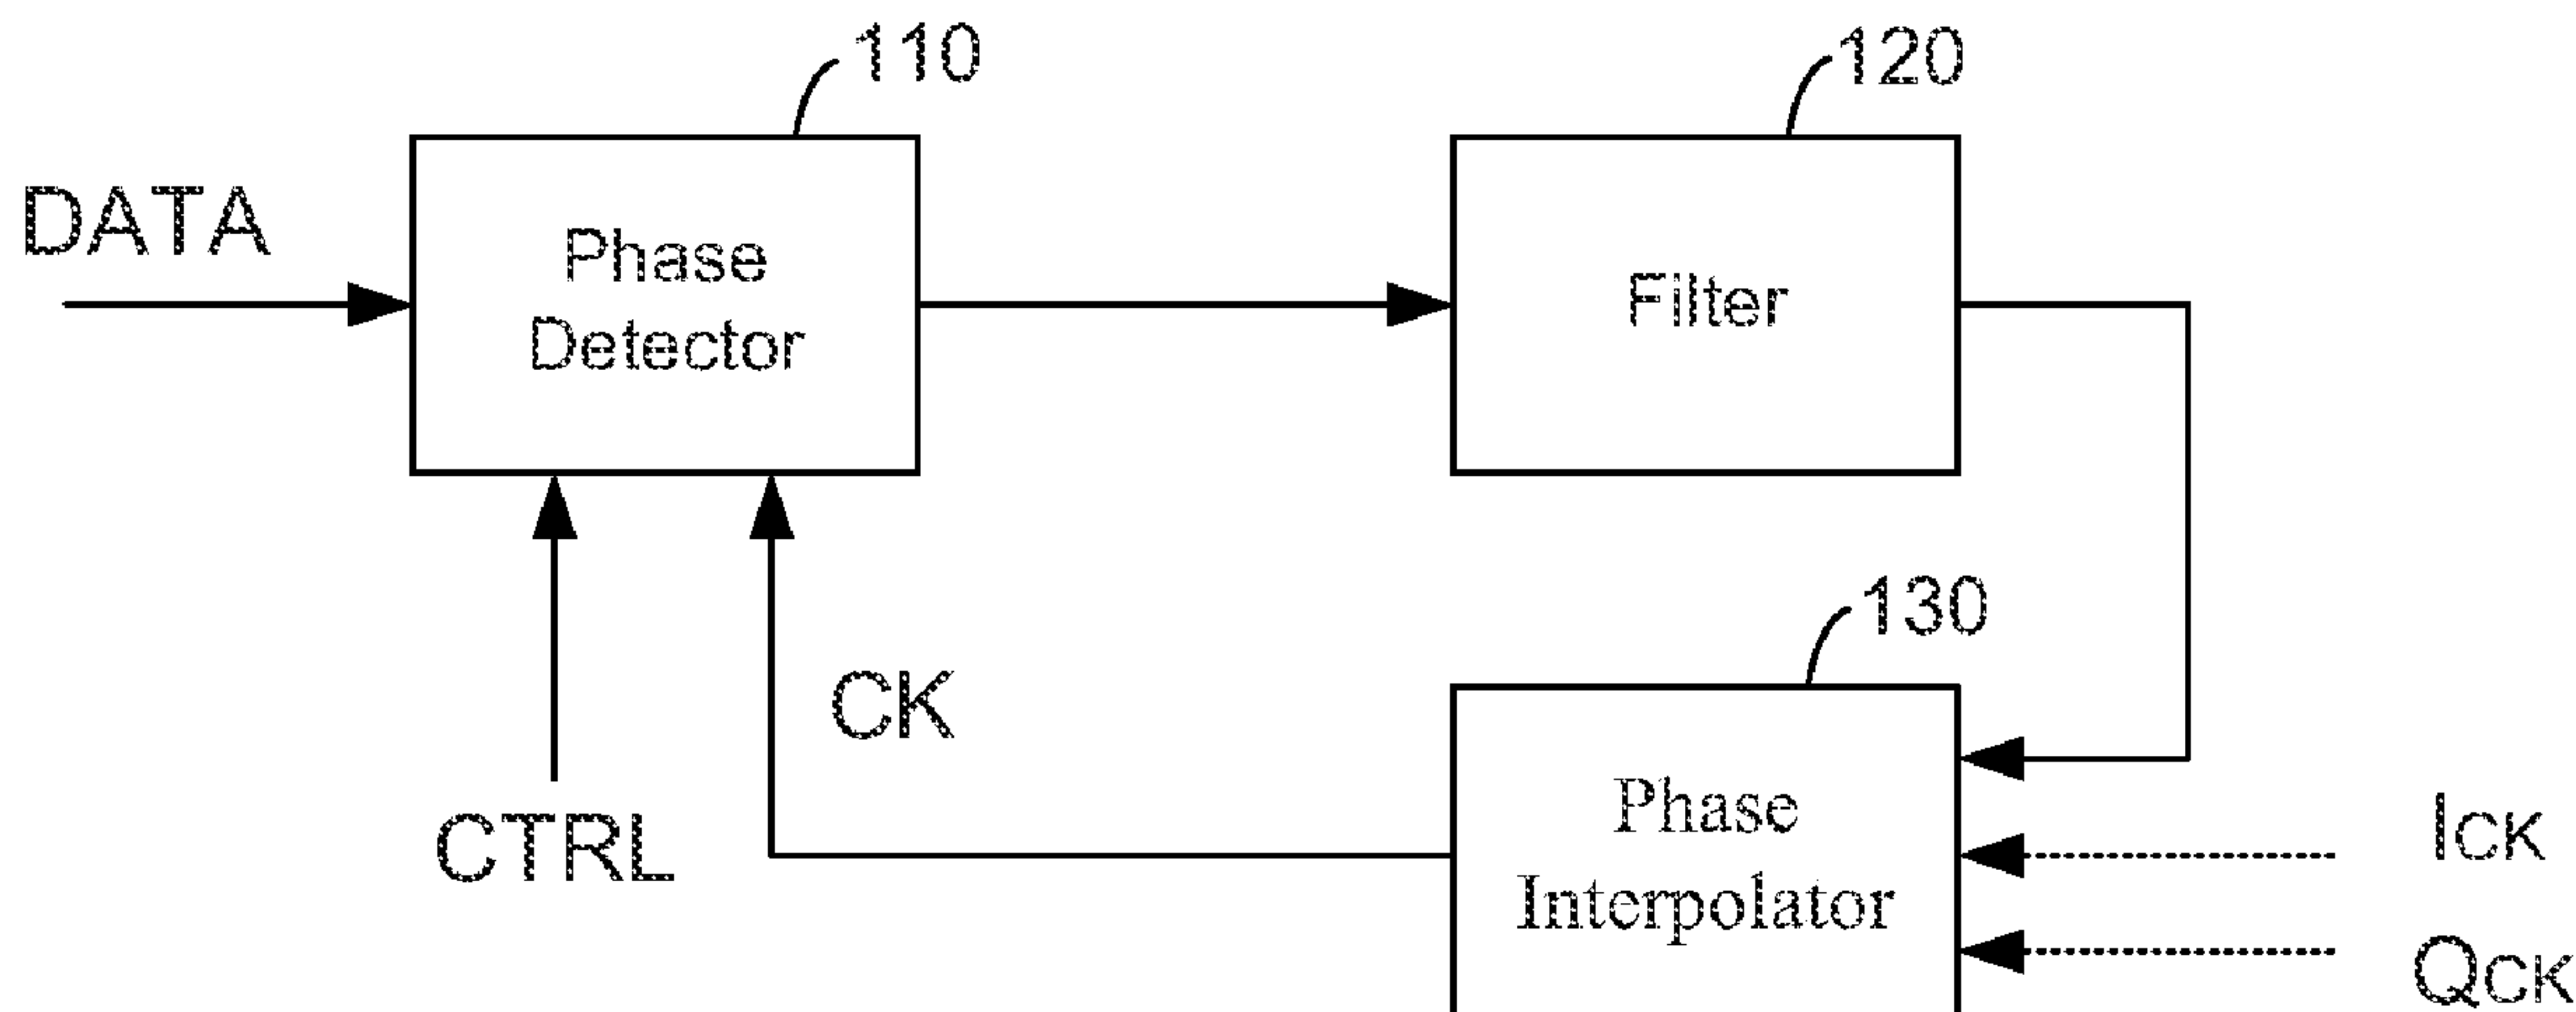 110
120
DATA
Phase
Detector
Filter
130
CK
CTRL
Phase
Interpolator
ICK
QCK